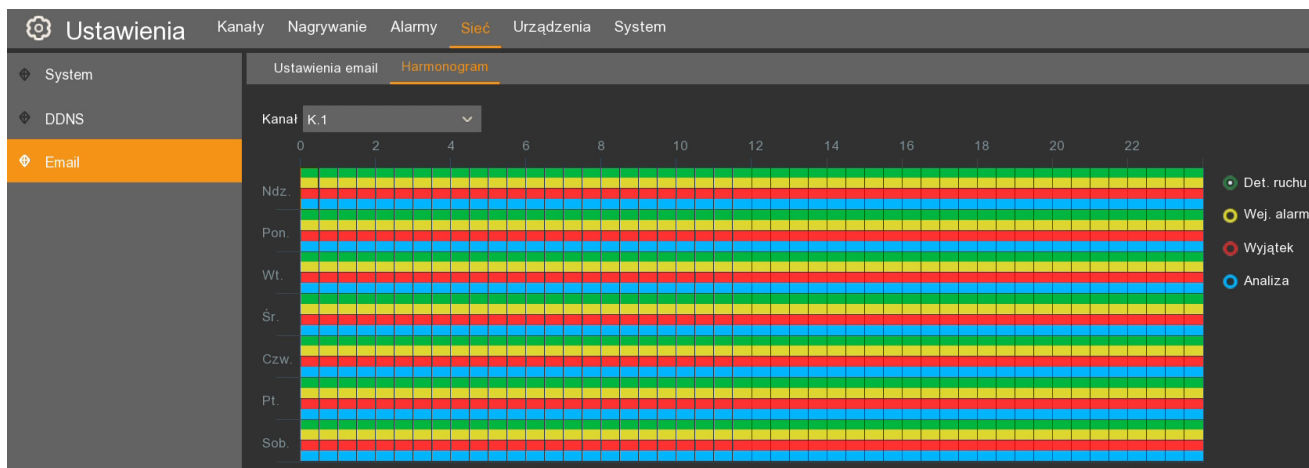 Ustawienia Kanały Nagrywanie Alarmy Sieć Urządzenia System
System
DDNS
Email
Ustawienia email Harmonogram
Kanał K.1
0 2 4 6 8 10 12 14 16 18 20 22
Ndz.
Pon.
Wt.
Śr.
Czw.
Pt.
Sob.
Det. ruchu
Wej. alarm
Wyjątek
Analiza